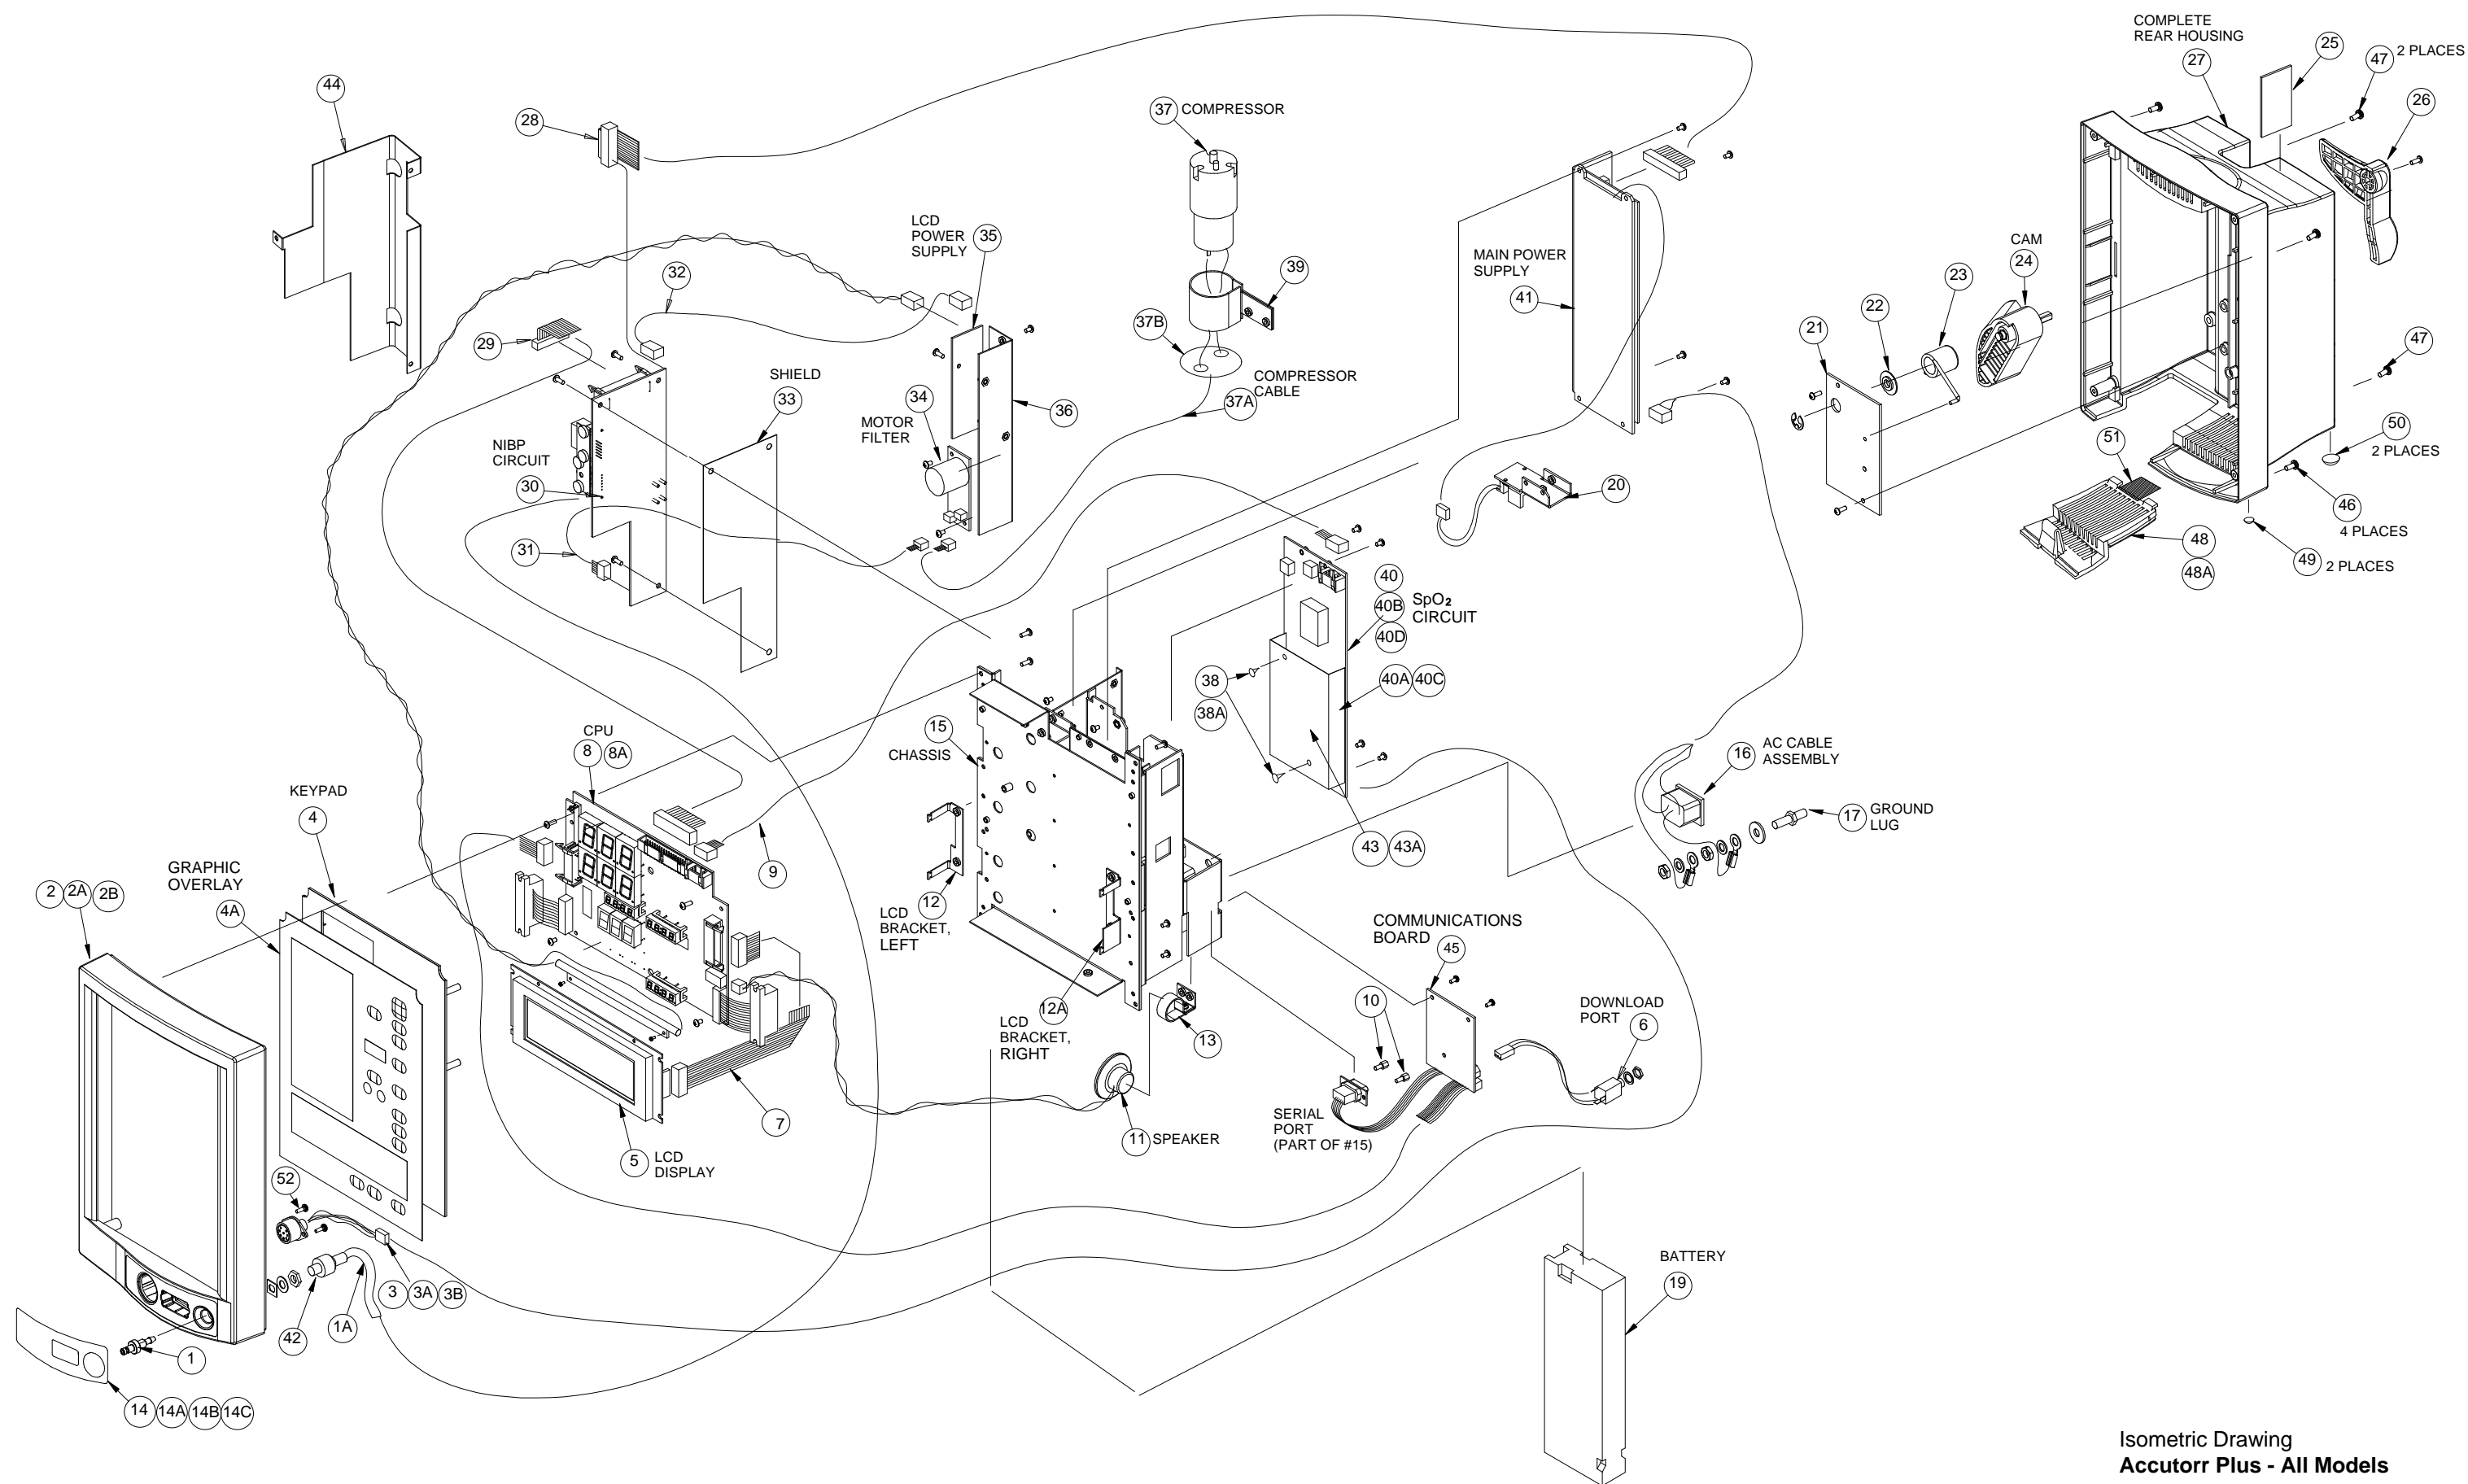 COMPLETE
REAR HOUSING
27
25
47 2 PLACES
26
44
28
37 COMPRESSOR
LCD
POWER
SUPPLY
35
39
32
MAIN POWER
SUPPLY
41
CAM
24
23
22
21
37B
29
SHIELD
33
34
MOTOR
FILTER
36
COMPRESSOR
CABLE
37A
47
50
2 PLACES
51
NIBP
CIRCUIT
30
20
46
4 PLACES
31
48
48A
49 2 PLACES
40
40B
40D
SpO2
CIRCUIT
38
38A
40A 40C
CPU
8 8A
15
CHASSIS
16
AC CABLE
ASSEMBLY
17
GROUND
LUG
KEYPAD
4
43 43A
9
GRAPHIC
OVERLAY
4A
2 2A 2B
12
LCD
BRACKET,
LEFT
COMMUNICATIONS
BOARD
45
12A
LCD
BRACKET,
RIGHT
13
10
DOWNLOAD
PORT
6
7
11 SPEAKER
SERIAL
PORT
(PART OF #15)
5
LCD
DISPLAY
52
BATTERY
19
3 3A 3B
42
1A
1
14 14A 14B 14C
Isometric Drawing
Accutorr Plus - All Models